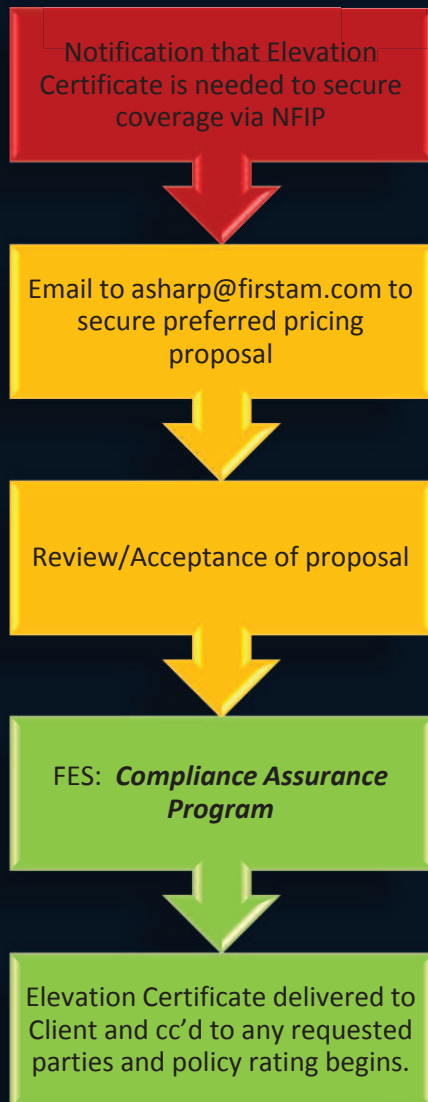 Notification that Elevation
Certificate is needed to secure
coverage via NFIP
Email to asharp@firstam.com to
secure preferred pricing
proposal
Review/Acceptance of proposal
FES: Compliance Assurance
Program
Elevation Certificate delivered to
Client and cc’d to any requested
parties and policy rating begins.